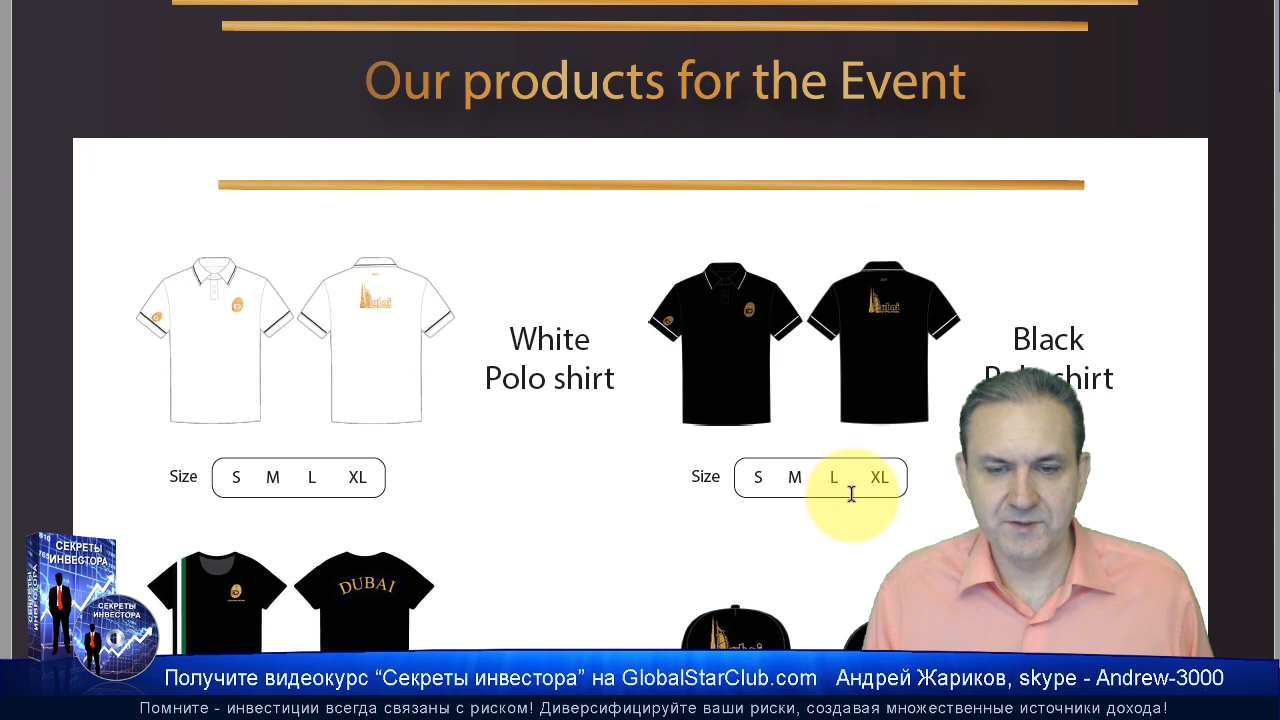 Our products for the Event
White
Polo shirt
Black
Polo shirt
Size S M L XL
Size S M L XL
DUBAI
СЕКРЕТЫ
ИНВЕСТОРА
СЕКРЕТЫ
ИНВЕСТОРА
Получите видеокурс “Секреты инвестора” на GlobalStarClub.com Андрей Жариков, skype - Andrew-3000
Помните - инвестиции всегда связаны с риском! Диверсифицируйте ваши риски, создавая множественные источники дохода!